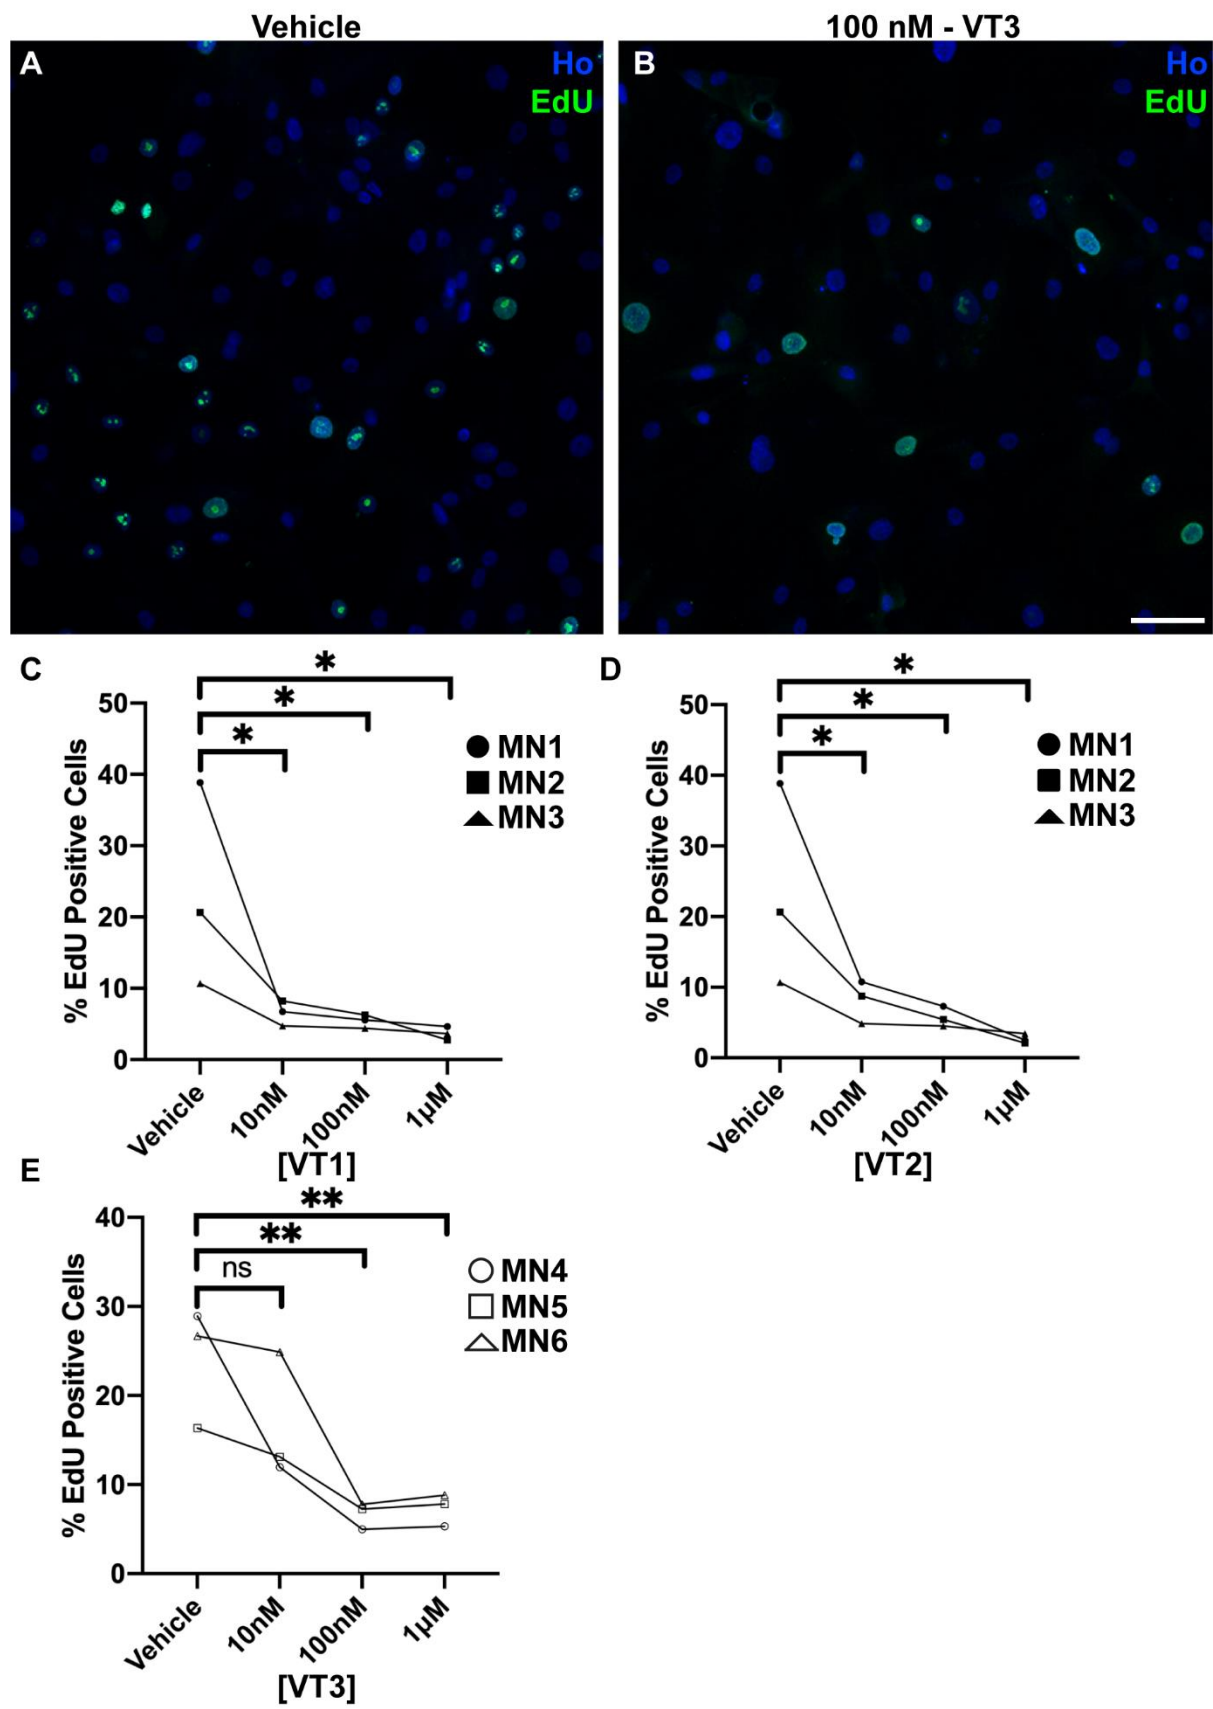 Vehicle
100 nM - VT3
A
Ho
EdU
B
Ho
EdU
C
*
*
*
50
40
30
20
10
0
% EdU Positive Cells
MN1
MN2
MN3
Vehicle
10nM
100nM
1µM
[VT1]
D
*
*
*
50
40
30
20
10
0
% EdU Positive Cells
MN1
MN2
MN3
Vehicle
10nM
100nM
1µM
[VT2]
E
**
**
ns
40
30
20
10
0
% EdU Positive Cells
MN4
MN5
MN6
Vehicle
10nM
100nM
1µM
[VT3]